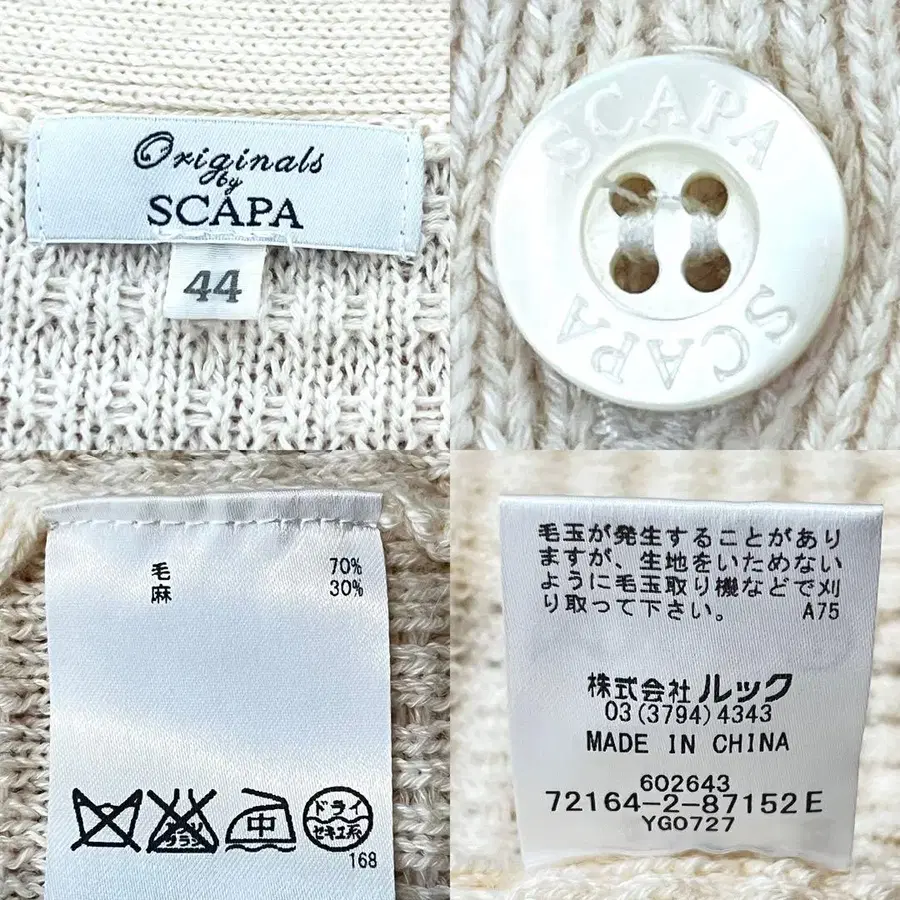 Originals
by
SCAPA
44
SCAPA
SCAPA
毛 70%
麻 30%
中
ドライ
セキユ系
168
毛玉が発生することがあり
ますが、生地をいためない
ように毛玉取り機などで刈
り取って下さい。 A75
株式会社ルック
03(3794)4343
MADE IN CHINA
602643
72164-2-87152E
YG0727